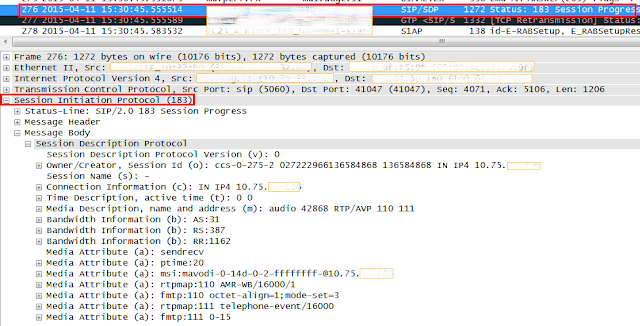 276 2015-04-11 15:30:45.555514 SIP/SDP 1272 Status: 183 Session Progress
277 2015-04-11 15:30:45.555589 GTP <SIP/S 1332 [TCP Retransmission] Status
278 2015-04-11 15:30:45.583532 S1AP 138 id-E-RABSetup, E_RABSetupRes
Frame 276: 1272 bytes on wire (10176 bits), 1272 bytes captured (10176 bits)
Ethernet II, Src: Dst:
Internet Protocol Version 4, Src: Dst:
Transmission Control Protocol, Src Port: sip (5060), Dst Port: 41047 (41047), Seq: 4071, Ack: 5106, Len: 1206
Session Initiation Protocol (183)
Status-Line: SIP/2.0 183 Session Progress
Message Header
Message Body
Session Description Protocol
Session Description Protocol Version (v): 0
Owner/Creator, Session Id (o): ccs-0-275-2 027222966136584868 136584868 IN IP4 10.75.
Session Name (s): -
Connection Information (c): IN IP4 10.75.
Time Description, active time (t): 0 0
Media Description, name and address (m): audio 42868 RTP/AVP 110 111
Bandwidth Information (b): AS:31
Bandwidth Information (b): RS:387
Bandwidth Information (b): RR:1162
Media Attribute (a): sendrecv
Media Attribute (a): ptime:20
Media Attribute (a): msi:mavodi-0-14d-0-2-ffffffff-@10.75.
Media Attribute (a): rtpmap:110 AMR-WB/16000/1
Media Attribute (a): fmtp:110 octet-align=1;mode-set=3
Media Attribute (a): rtpmap:111 telephone-event/16000
Media Attribute (a): fmtp:111 0-15